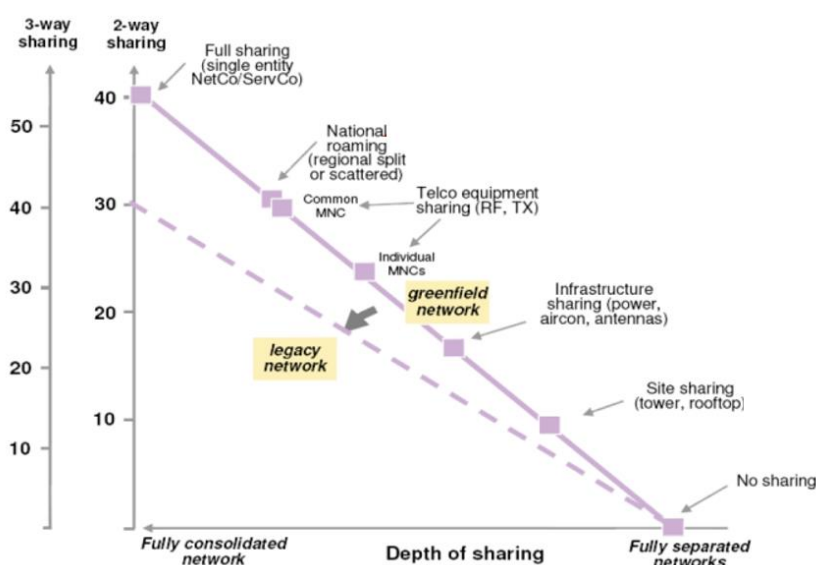 3-way
sharing
2-way
sharing
Full sharing
(single entity
NetCo/ServCo)
National
roaming
(regional split
or scattered)
Common
MNC
Telco equipment
sharing (RF, TX)
Individual
MNCs
greenfield
network
legacy
network
Infrastructure
sharing (power,
aircon, antennas)
Site sharing
(tower, rooftop)
No sharing
50
40
30
20
10
40
30
20
10
Fully consolidated
network
Depth of sharing
Fully separated
networks